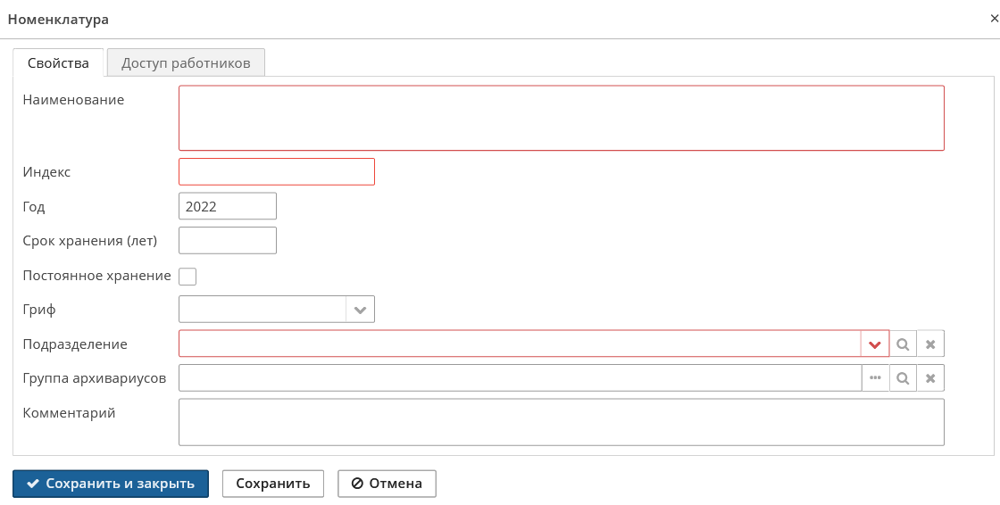 Номенклатура
Свойства Доступ работников
Наименование
Индекс
Год 2022
Срок хранения (лет)
Постоянное хранение
Гриф
Подразделение
Группа архивариусов
Комментарий
Сохранить и закрыть Сохранить Отмена